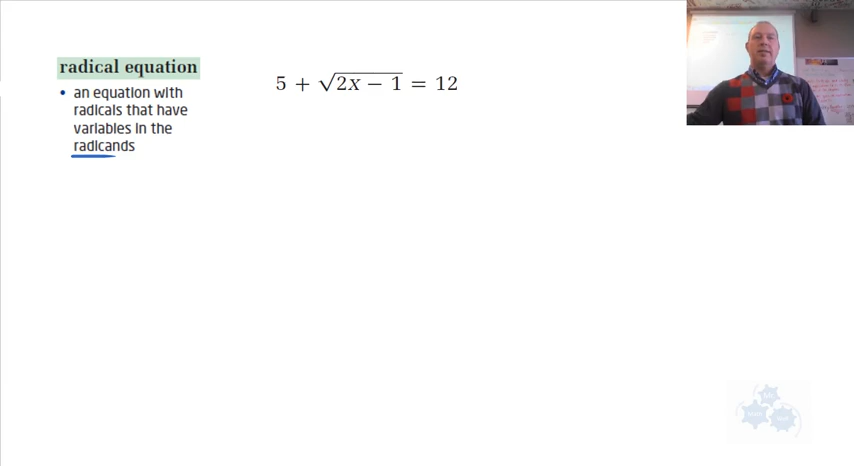 radical equation
• an equation with
radicals that have
variables in the
radicands
5 + √2x − 1 = 12